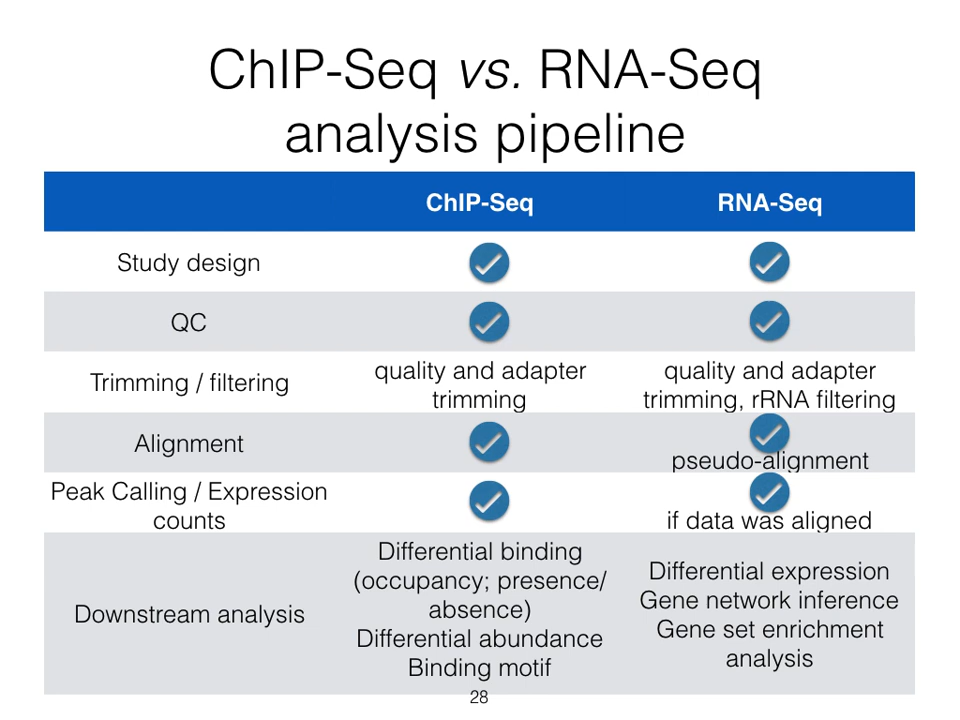 ChIP-Seq vs. RNA-Seq
analysis pipeline
ChIP-Seq
RNA-Seq
Study design
QC
Trimming / filtering
quality and adapter
trimming
quality and adapter
trimming, rRNA filtering
Alignment
pseudo-alignment
Peak Calling / Expression
counts
if data was aligned
Downstream analysis
Differential binding
(occupancy; presence/
absence)
Differential abundance
Binding motif
Differential expression
Gene network inference
Gene set enrichment
analysis
28